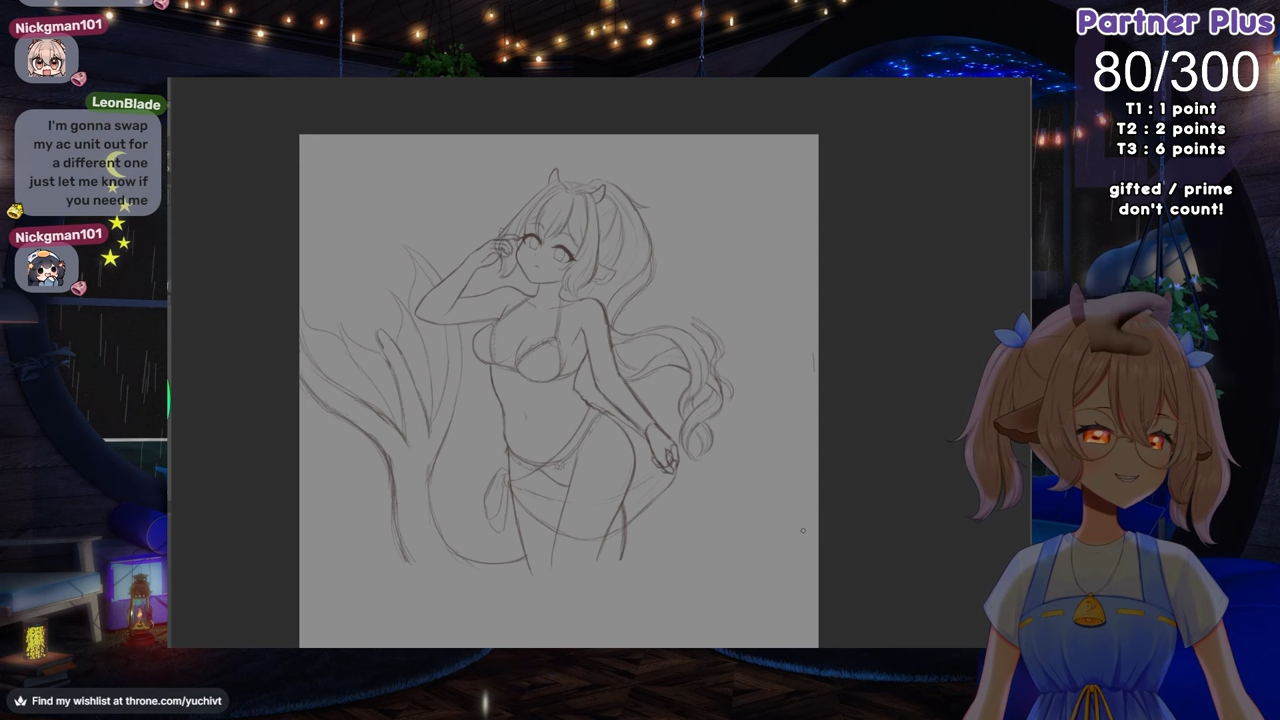 Nickgman101
LeonBlade
I'm gonna swap
my ac unit out for
a different one
just let me know if
you need me
Nickgman101
Partner Plus
80/300
T1 : 1 point
T2 : 2 points
T3 : 6 points
gifted / prime
don't count!
Find my wishlist at throne.com/yuchivt